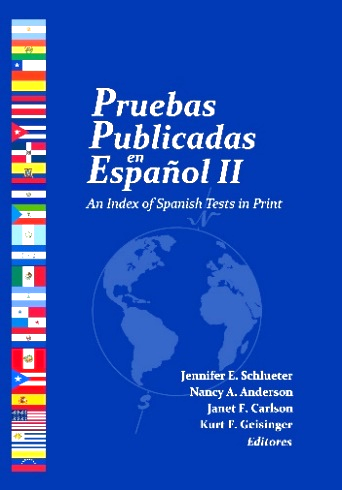 Pruebas
Publicadas
en
Español II
An Index of Spanish Tests in Print
N
Jennifer E. Schlueter
Nancy A. Anderson
Janet F. Carlson
Kurt F. Geisinger
Editores